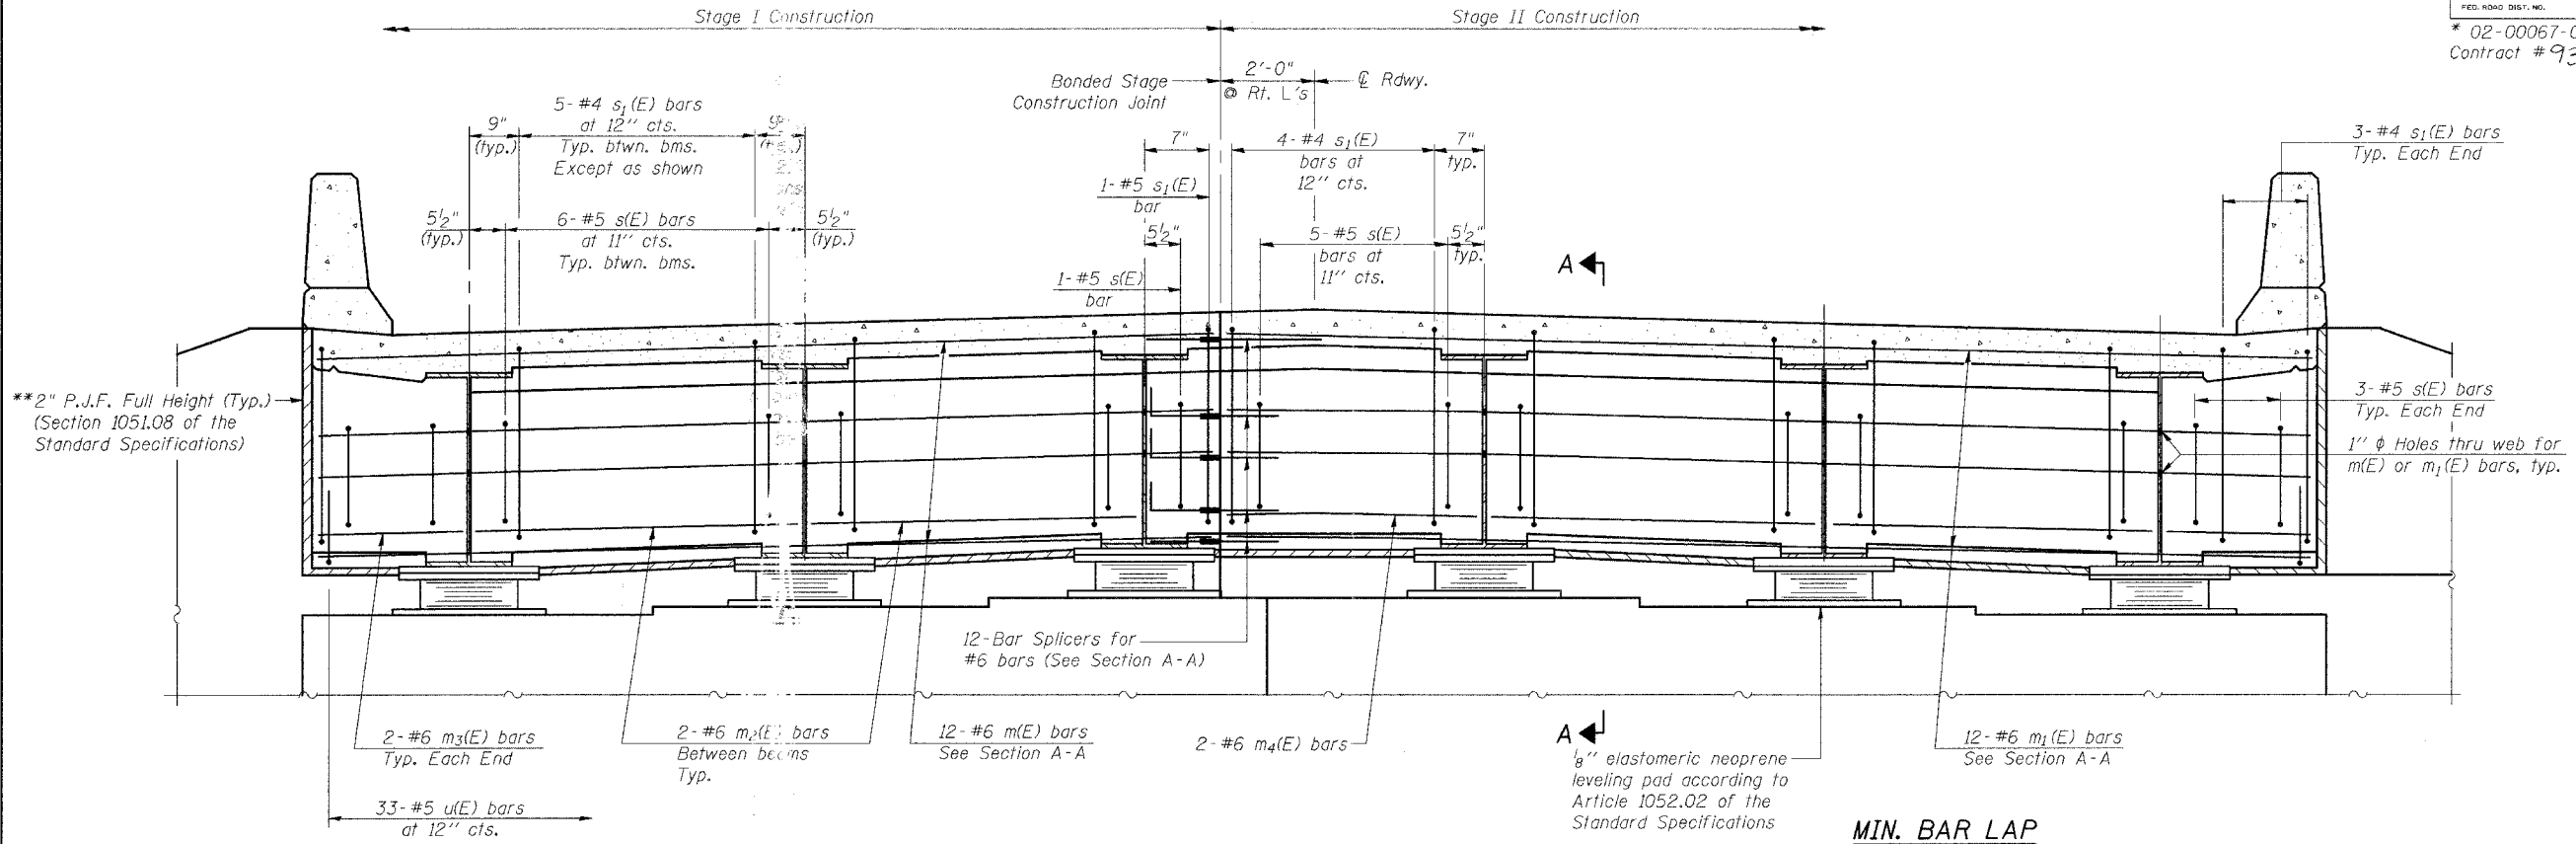 Stage I Construction
Stage II Construction
FED. ROAD DIST. NO.
* 02-00067-0
Contract #93
Bonded Stage
Construction Joint
2'-0"
@ Rt. L's
℄ Rdwy.
9"
(typ.)
5-#4 s₁(E) bars
at 12" cts.
Typ. btwn. bms.
Except as shown
7"
4-#4 s₁(E)
bars at
12" cts.
7"
typ.
3-#4 s₁(E) bars
Typ. Each End
1-#5 s₁(E)
bar
5½"
(typ.)
6-#5 s(E) bars
at 11" cts.
Typ. btwn. bms.
5½"
(typ.)
5½"
5-#5 s(E)
bars at
11" cts.
5½"
typ.
1-#5 s(E)
bar
A
**2" P.J.F. Full Height (Typ.)
(Section 1051.08 of the
Standard Specifications)
3-#5 s(E) bars
Typ. Each End
1" ϕ Holes thru web for
m(E) or m₁(E) bars, typ.
12-Bar Splicers for
#6 bars (See Section A-A)
2-#6 m₃(E) bars
Typ. Each End
2-#6 m₂(E) bars
Between beams
Typ.
12-#6 m(E) bars
See Section A-A
2-#6 m₄(E) bars
A
⅛" elastomeric neoprene
leveling pad according to
Article 1052.02 of the
Standard Specifications
12-#6 m₁(E) bars
See Section A-A
33-#5 u(E) bars
at 12" cts.
MIN. BAR LAP